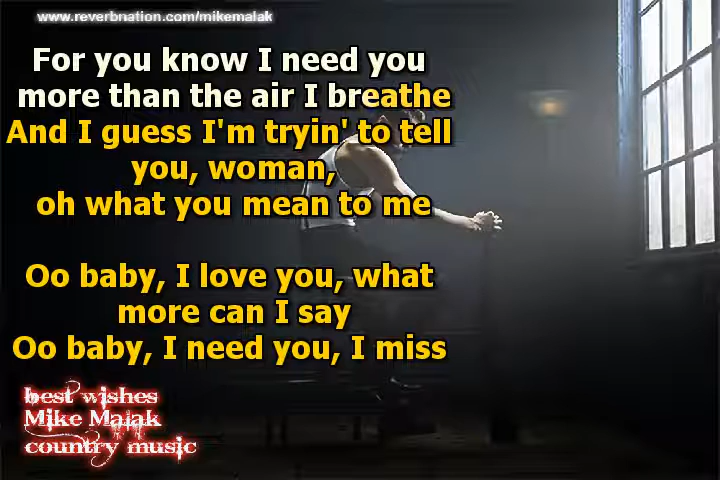 www.reverbnation.com/mikemalak
For you know I need you
more than the air I breathe
And I guess I'm tryin' to tell
you, woman,
oh what you mean to me
Oo baby, I love you, what
more can I say
Oo baby, I need you, I miss
best wishes
Mike Malak
country music